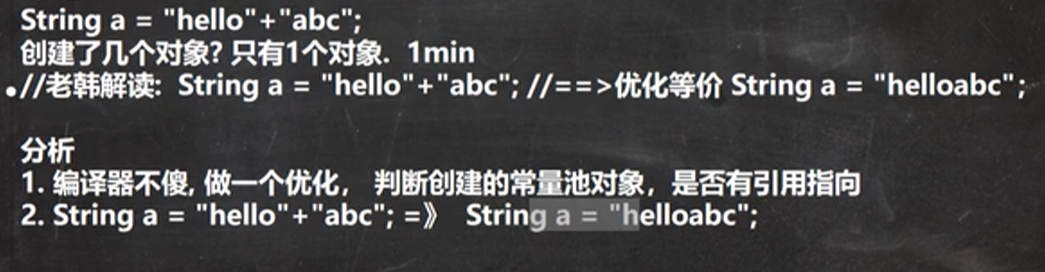 String a = "hello"+"abc";
创建了几个对象? 只有1个对象.  1min
•//老韩解读:  String a = "hello"+"abc"; //==>优化等价 String a = "helloabc";
分析
1. 编译器不傻, 做一个优化， 判断创建的常量池对象，是否有引用指向
2. String a = "hello"+"abc"; =》  String a = "helloabc";